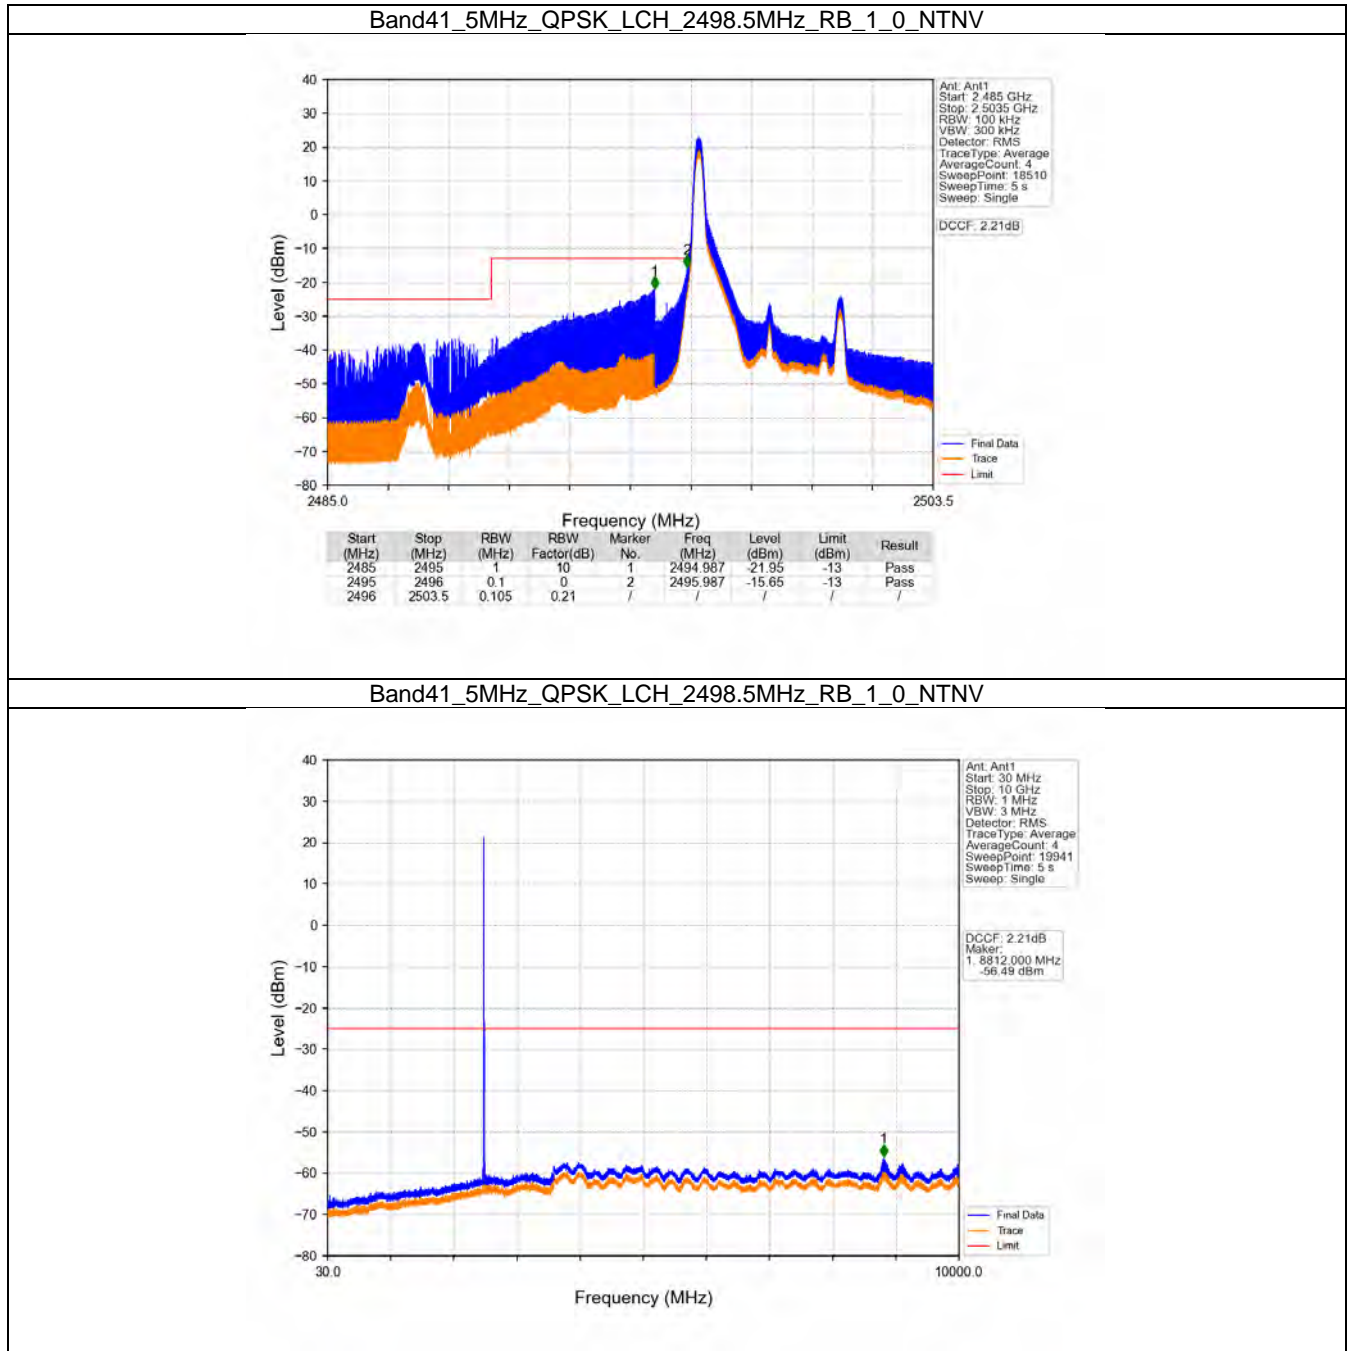 Band41_5MHz_QPSK_LCH_2498.5MHz_RB_1_0_NTNV
40
30
20
10
0
−10
−20
−30
−40
−50
−60
−70
−80
Level (dBm)
1
2
2485.0
2503.5
Frequency (MHz)
Ant: Ant1
Start: 2.485 GHz
Stop: 2.5035 GHz
RBW: 100 kHz
VBW: 300 kHz
Detector: RMS
TraceType: Average
AverageCount: 4
SweepPoint: 18510
SweepTime: 5 s
Sweep: Single
DCCF: 2.21dB
Final Data
Trace
Limit
Start (MHz) Stop (MHz) RBW (MHz) RBW Factor(dB) Marker No. Freq (MHz) Level (dBm) Limit (dBm) Result
2485 2495 1 10 1 2494.987 -21.95 -13 Pass
2495 2496 0.1 0 2 2495.987 -15.65 -13 Pass
2496 2503.5 0.105 0.21 / / / / /
Band41_5MHz_QPSK_LCH_2498.5MHz_RB_1_0_NTNV
40
30
20
10
0
−10
−20
−30
−40
−50
−60
−70
−80
Level (dBm)
1
30.0
10000.0
Frequency (MHz)
Ant: Ant1
Start: 30 MHz
Stop: 10 GHz
RBW: 1 MHz
VBW: 3 MHz
Detector: RMS
TraceType: Average
AverageCount: 4
SweepPoint: 19941
SweepTime: 5 s
Sweep: Single
DCCF: 2.21dB
Maker:
1. 8812.000 MHz
-56.49 dBm
Final Data
Trace
Limit